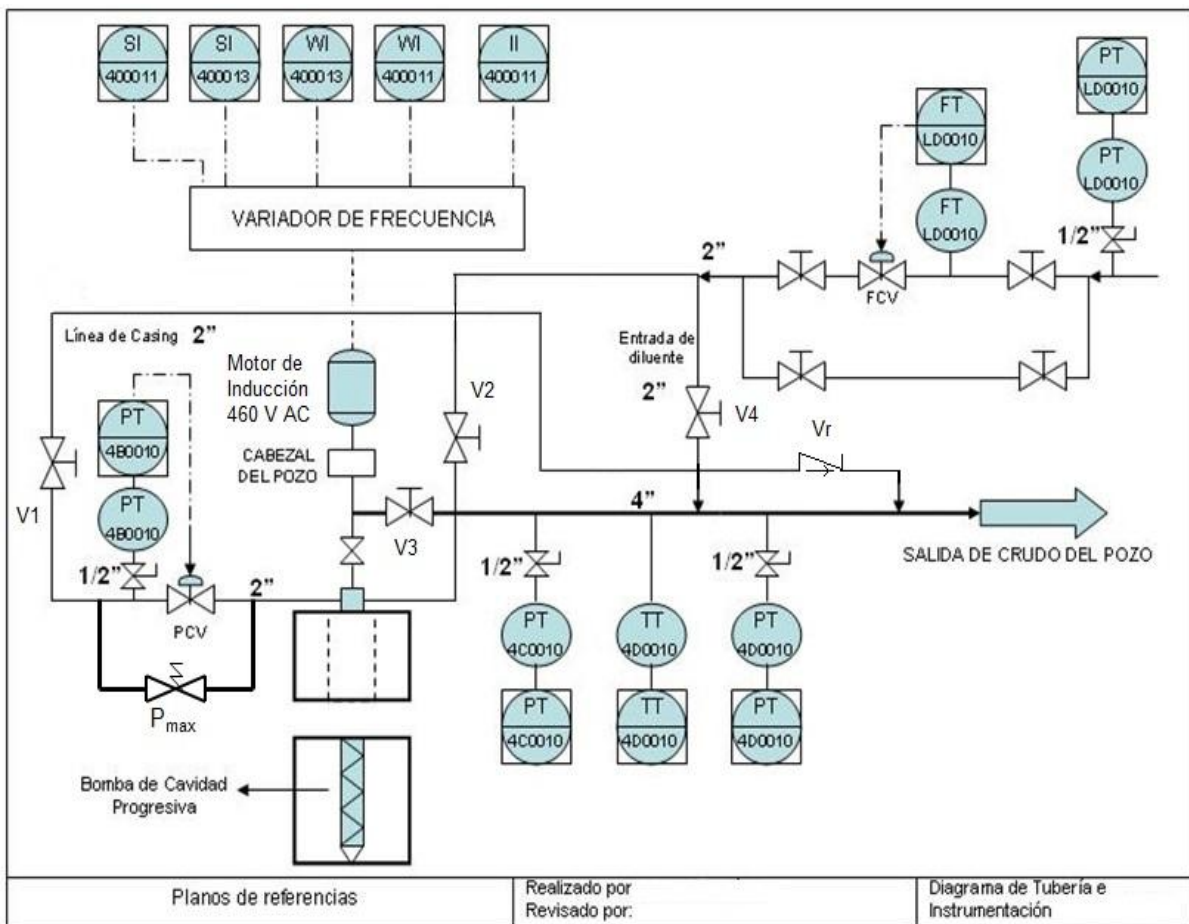 SI
400011
SI
400013
WI
400013
WI
400011
II
400011
PT
LD0010
FT
LD0010
PT
LD0010
FT
LD0010
VARIADOR DE FRECUENCIA
1/2”
2”
FCV
Línea de Casing 2”
Entrada de
diluente
2”
Motor de
Inducción
460 V AC
V2
V4
Vr
PT
4B0010
CABEZAL
DEL POZO
V1
PT
4B0010
4”
V3
SALIDA DE CRUDO DEL POZO
1/2”
2”
1/2”
1/2”
PCV
PT
4C0010
TT
4D0010
PT
4D0010
Pmax
PT
4C0010
TT
4D0010
PT
4D0010
Bomba de Cavidad
Progresiva
Planos de referencias
Realizado por
Revisado por:
Diagrama de Tubería e
Instrumentación